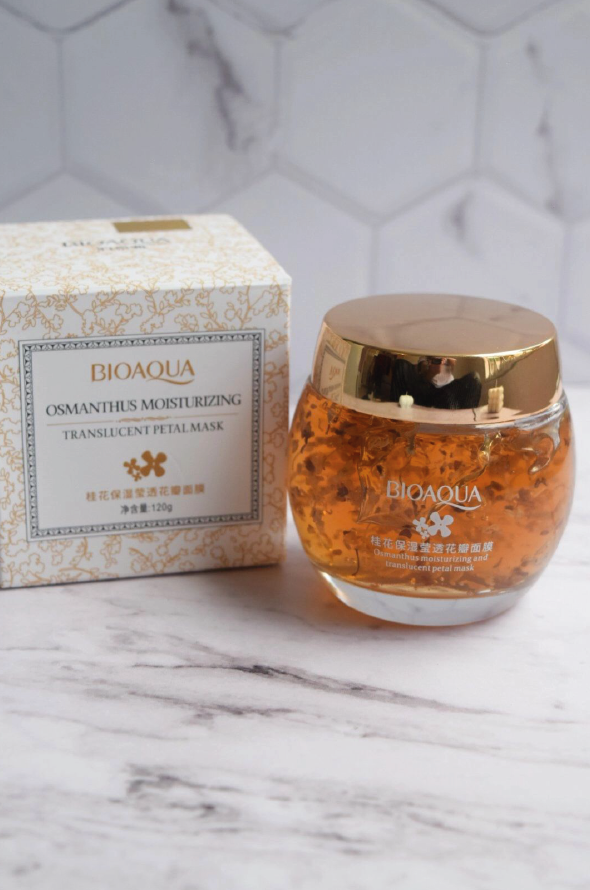 BIOAQUA
BIOAQUA
OSMANTHUS MOISTURIZING
TRANSLUCENT PETAL MASK
桂花保湿莹透花瓣面膜
净含量:120g
BIOAQUA
桂花保湿莹透花瓣面膜
Osmanthus moisturizing and
translucent petal mask